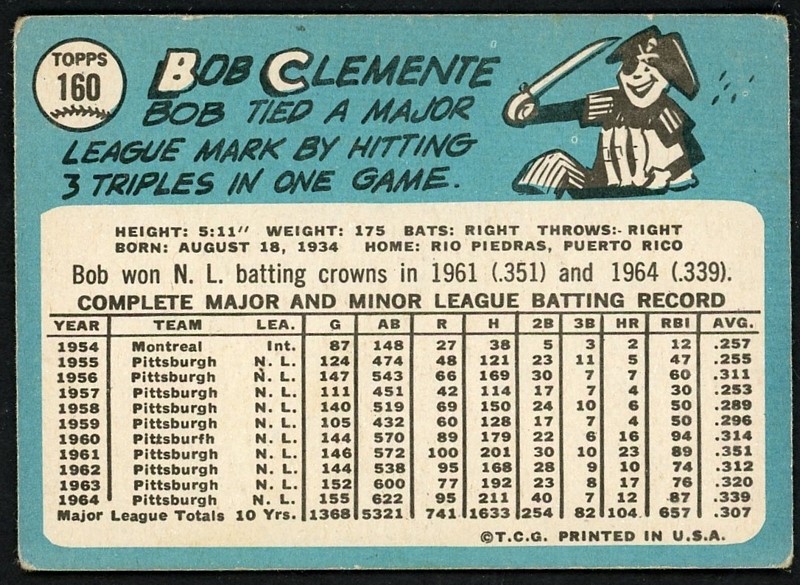 TOPPS
160
BOB CLEMENTE
BOB TIED A MAJOR
LEAGUE MARK BY HITTING
3 TRIPLES IN ONE GAME.
HEIGHT: 5:11" WEIGHT: 175 BATS: RIGHT THROWS:- RIGHT
BORN: AUGUST 18, 1934 HOME: RIO PIEDRAS, PUERTO RICO
Bob won N. L. batting crowns in 1961 (.351) and 1964 (.339).
COMPLETE MAJOR AND MINOR LEAGUE BATTING RECORD
YEAR TEAM LEA. G AB R H 2B 3B HR RBI AVG.
1954 Montreal Int. 87 148 27 38 5 3 2 12 .257
1955 Pittsburgh N. L. 124 474 48 121 23 11 5 47 .255
1956 Pittsburgh N. L. 147 543 66 169 30 7 7 60 .311
1957 Pittsburgh N. L. 111 451 42 114 17 7 4 30 .253
1958 Pittsburgh N. L. 140 519 69 150 24 10 6 50 .289
1959 Pittsburgh N. L. 105 432 60 128 17 7 4 50 .296
1960 Pittsburfh N. L. 144 570 89 179 22 6 16 94 .314
1961 Pittsburgh N. L. 146 572 100 201 30 10 23 89 .351
1962 Pittsburgh N. L. 144 538 95 168 28 9 10 74 .312
1963 Pittsburgh N. L. 152 600 77 192 23 8 17 76 .320
1964 Pittsburgh N. L. 155 622 95 211 40 7 12 87 .339
Major League Totals 10 Yrs. 1368 5321 741 1633 254 82 104 657 .307
©T.C.G. PRINTED IN U.S.A.